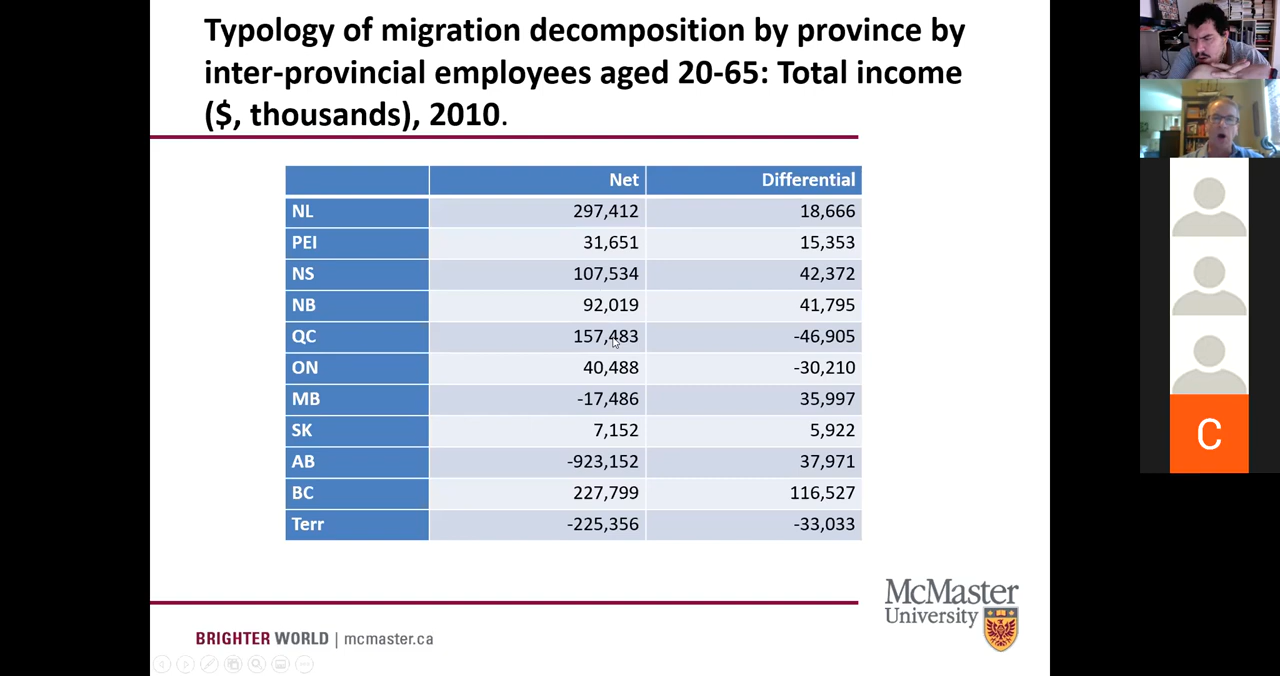 Typology of migration decomposition by province by
inter-provincial employees aged 20-65: Total income
($, thousands), 2010.
Net Differential
NL 297,412 18,666
PEI 31,651 15,353
NS 107,534 42,372
NB 92,019 41,795
QC 157,483 -46,905
ON 40,488 -30,210
MB -17,486 35,997
SK 7,152 5,922
AB -923,152 37,971
BC 227,799 116,527
Terr -225,356 -33,033
McMaster
University
BRIGHTER WORLD | mcmaster.ca
C